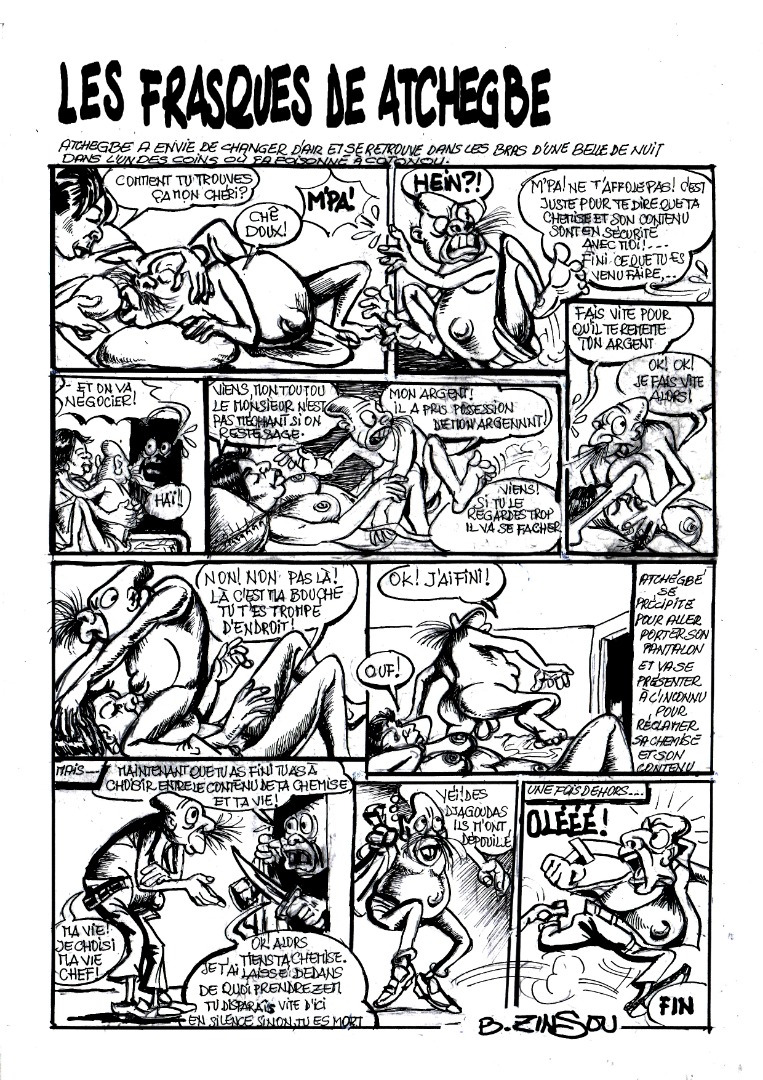 LES FRASQUES DE ATCHEGBE
ATCHEGBE A ENVIE DE CHANGER D'AIR ET SE RETROUVE DANS LES BRAS D'UNE BELLE DE NUIT
DANS L'UN DES COINS OÙ ÇA FOISONNE À COTONOU.
COMMENT TU TROUVES
ÇA MON CHÉRI?
CHÊ
DOUX!
M'PA!
HEIN?!
M'PA! NE T'AFFOLE PAS! C'EST
JUSTE POUR TE DIRE QUE TA
CHEMISE ET SON CONTENU
SONT EN SÉCURITÉ
AVEC MOI!...
FINI CE QUE TU ES
VENU FAIRE,..
ET ON VA
NÉGOCIER!
HAÏ!!
VIENS, MON TOUTOU
LE MONSIEUR N'EST
PAS MÉCHANT SI ON
RESTE SAGE.
MON ARGENT!
IL A PRIS POSESSION
DE MON ARGENNNT!
VIENS!
SI TU LE
REGARDES TROP
IL VA SE FACHER
FAIS VITE POUR
QU'IL TE REMETTE
TON ARGENT
OK! OK!
JE FAIS VITE
ALORS!
NON! NON PAS LÀ!
LÀ C'EST MA BOUCHE
TU T'ES TROMPÉ
D'ENDROIT!
OK! J'AI FINI!
OUF!
ATCHÉGBÉ
SE
PRÉCIPITE
POUR ALLER
PORTER SON
PANTALON
ET VA SE
PRÉSENTER
À L'INCONNU
POUR
RÉCLAMER
SA CHEMISE
ET SON
CONTENU
MAIS...
MAINTENANT QUE TU AS FINI TU AS À
CHOISIR ENTRE LE CONTENU DE TA CHEMISE
ET TA VIE!
MA VIE!
JE CHOISI
MA VIE
CHEF!
OK! ALORS
TIENS TA CHEMISE.
JE T'AI LAISSÉ DEDANS
DE QUOI PRENDRE ZEM
TU DISPARAIS VITE D'ICI
EN SILENCE SINON, TU ES MORT
YÉÏ! DES
DJAGOUDAS
ILS M'ONT
DÉPOUILLÉ
UNE FOIS DEHORS...
OLÉÉÉ!
FIN
B. ZINSOU